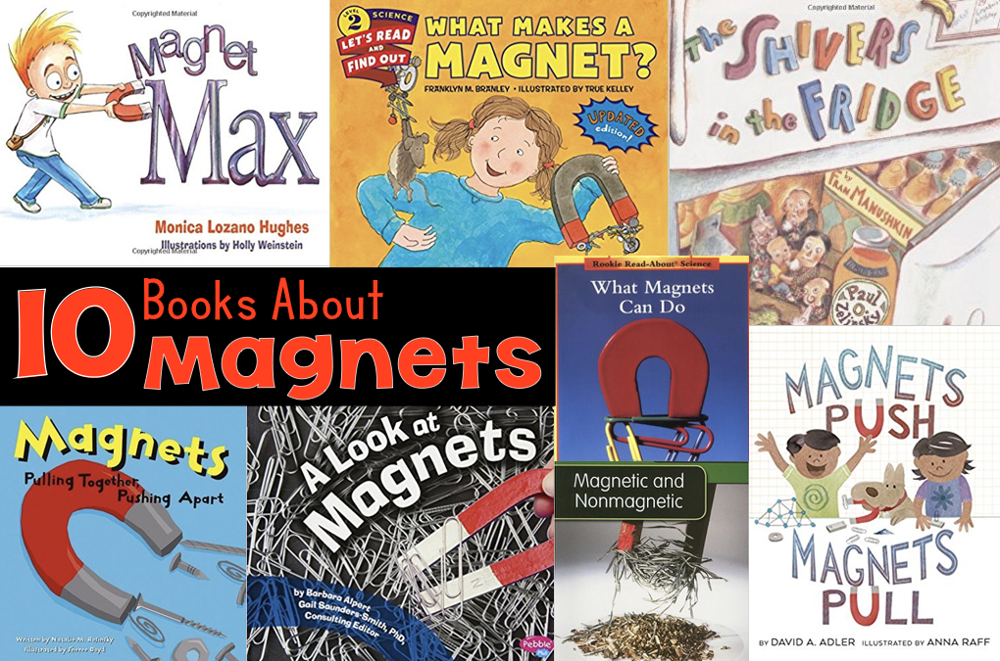 Copyrighted Material
Magnet
Max
Monica Lozano Hughes
Illustrations by Holly Weinstein
Copyrighted Material
LEVEL 2 SCIENCE
LET'S READ
AND
FIND OUT
WHAT MAKES A
MAGNET?
FRANKLYN M. BRANLEY • ILLUSTRATED BY TRUE KELLEY
UPDATED
edition!
Copyrighted Material
The SHIVERS
in the FRIDGE
by
FRAN MANUSHKIN
Paul
O.
Zelinsky
10 Books About
Magnets
Rookie Read-About® Science
What Magnets
Can Do
Magnets
Pulling Together,
Pushing Apart
Written by Natalie M. Rosinsky
Illustrated by Sheree Boyd
A Look at
Magnets
by Barbara Alpert
Gail Saunders-Smith, PhD,
Consulting Editor
Pebble
Plus
Magnetic and
Nonmagnetic
MAGNETS
PUSH
MAGNETS
PULL
BY DAVID A. ADLER ILLUSTRATED BY ANNA RAFF